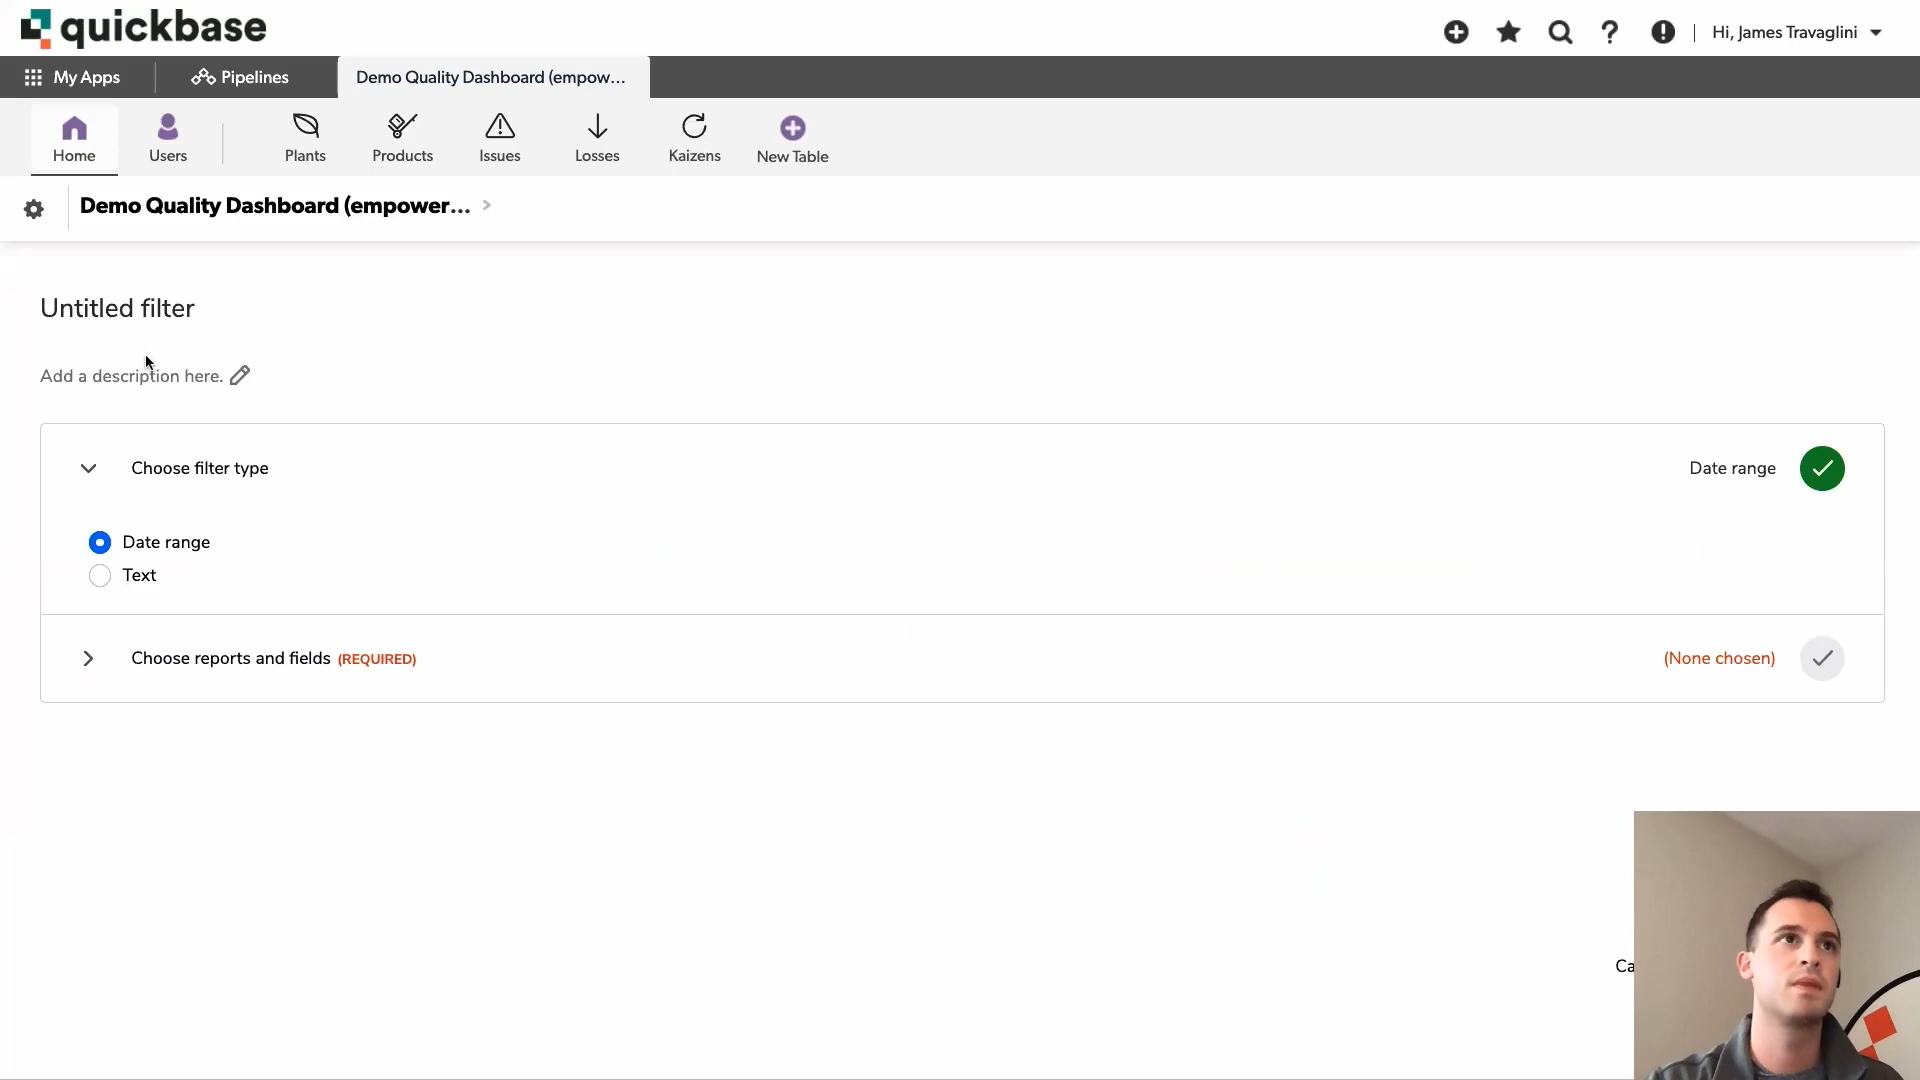 quickbase
Hi, James Travaglini
My Apps
Pipelines
Demo Quality Dashboard (empow...
Home
Users
Plants
Products
Issues
Losses
Kaizens
New Table
Demo Quality Dashboard (empower...
Untitled filter
Add a description here.
Choose filter type
Date range
Date range
Text
Choose reports and fields (REQUIRED)
(None chosen)
Ca